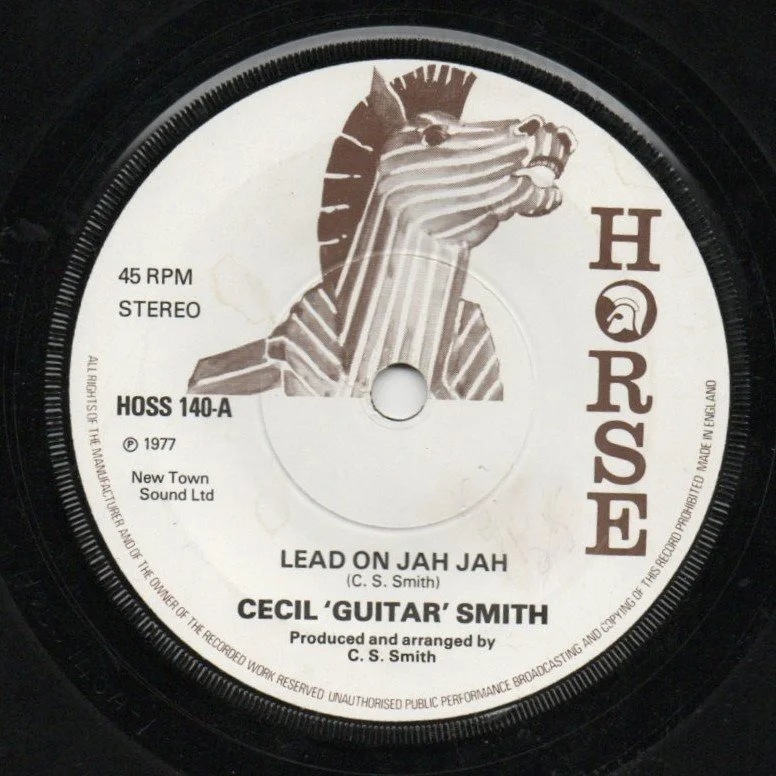 45 RPM
STEREO
HORSE
HOSS 140-A
℗ 1977
New Town
Sound Ltd
LEAD ON JAH JAH
(C. S. Smith)
CECIL 'GUITAR' SMITH
Produced and arranged by
C. S. Smith
ALL RIGHTS OF THE MANUFACTURER AND OF THE OWNER OF THE RECORDED WORK RESERVED UNAUTHORISED PUBLIC PERFORMANCE BROADCASTING AND COPYING OF THIS RECORD PROHIBITED MADE IN ENGLAND